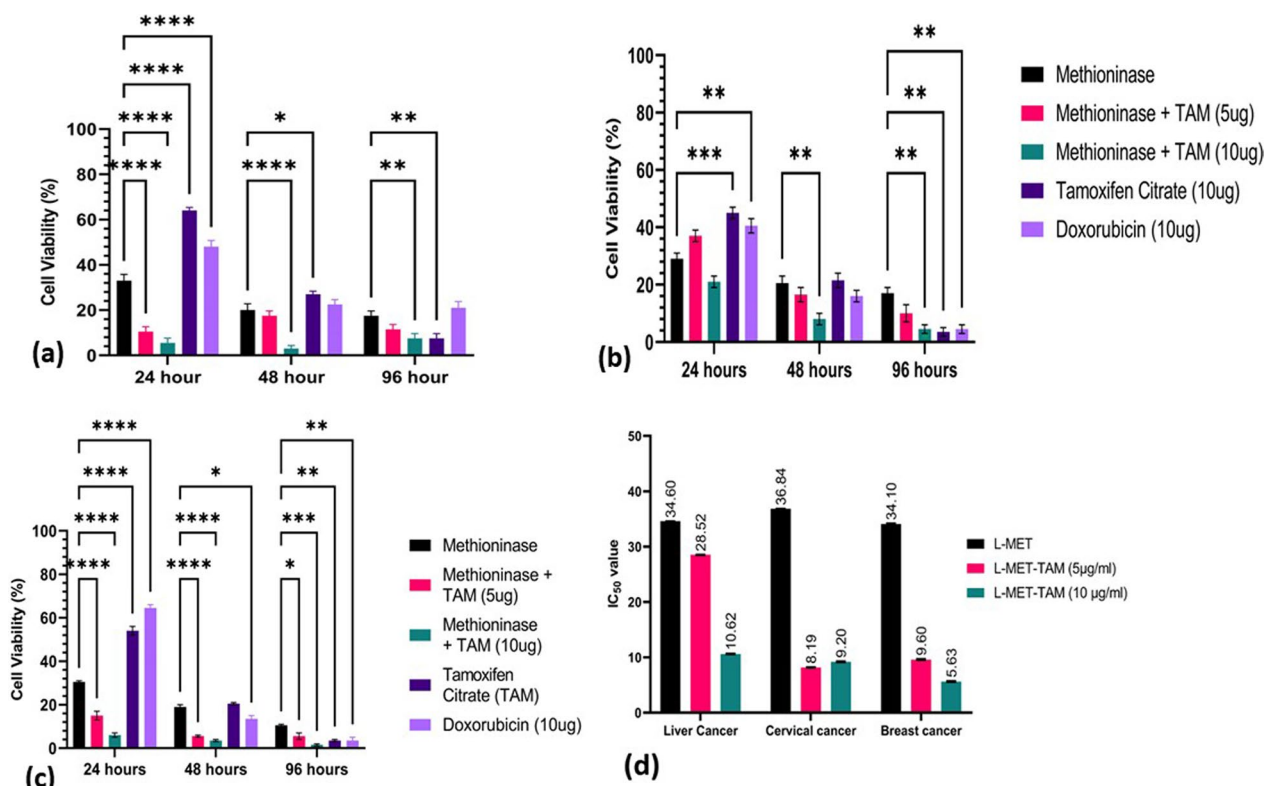 ****
****
****
****
*
****
**
**
Cell Viability (%)
100
80
60
40
20
0
24 hour
48 hour
96 hour
(a)
**
***
**
**
**
**
Cell Viability (%)
100
80
60
40
20
0
24 hours
48 hours
96 hours
(b)
Methioninase
Methioninase + TAM (5ug)
Methioninase + TAM (10ug)
Tamoxifen Citrate (10ug)
Doxorubicin (10ug)
****
****
****
****
*
****
****
**
**
***
*
Cell Viability (%)
100
80
60
40
20
0
24 hours
48 hours
96 hours
(c)
Methioninase
Methioninase +
TAM (5ug)
Methioninase
+ TAM (10ug)
Tamoxifen
Citrate (TAM)
Doxorubicin (10ug)
IC50 value
50
40
30
20
10
0
34.60
28.52
10.62
36.84
8.19
9.20
34.10
9.60
5.63
Liver Cancer
Cervical cancer
Breast cancer
(d)
L-MET
L-MET-TAM (5µg/ml)
L-MET-TAM (10 µg/ml)